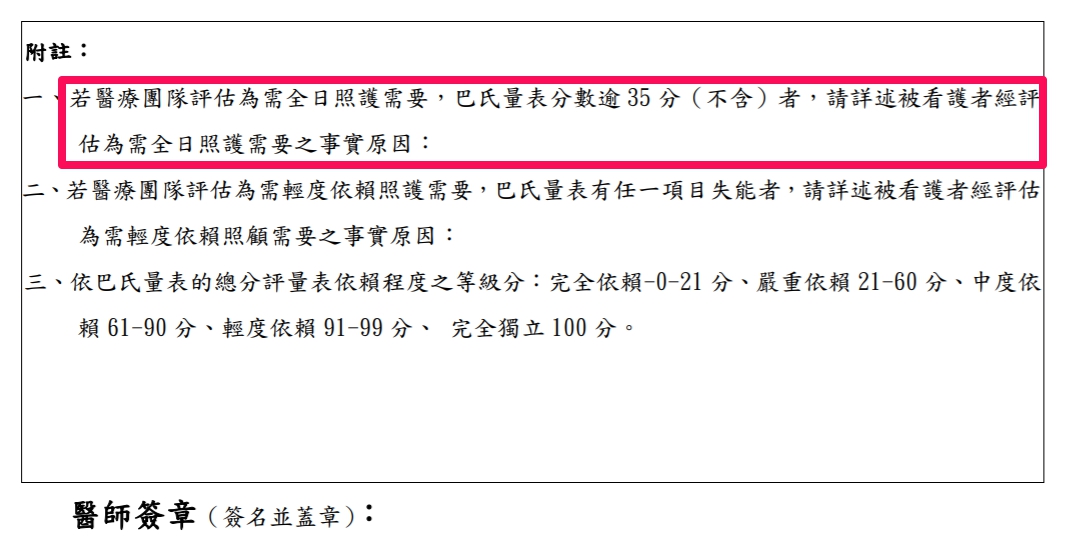 附註：
一、若醫療團隊評估為需全日照護需要，巴氏量表分數逾 35 分（不含）者，請詳述被看護者經評
估為需全日照護需要之事實原因：
二、若醫療團隊評估為需輕度依賴照護需要，巴氏量表有任一項目失能者，請詳述被看護者經評估
為需輕度依賴照顧需要之事實原因：
三、依巴氏量表的總分評量表依賴程度之等級分：完全依賴-0-21 分、嚴重依賴 21-60 分、中度依
賴 61-90 分、輕度依賴 91-99 分、 完全獨立 100 分。
醫師簽章（簽名並蓋章）：